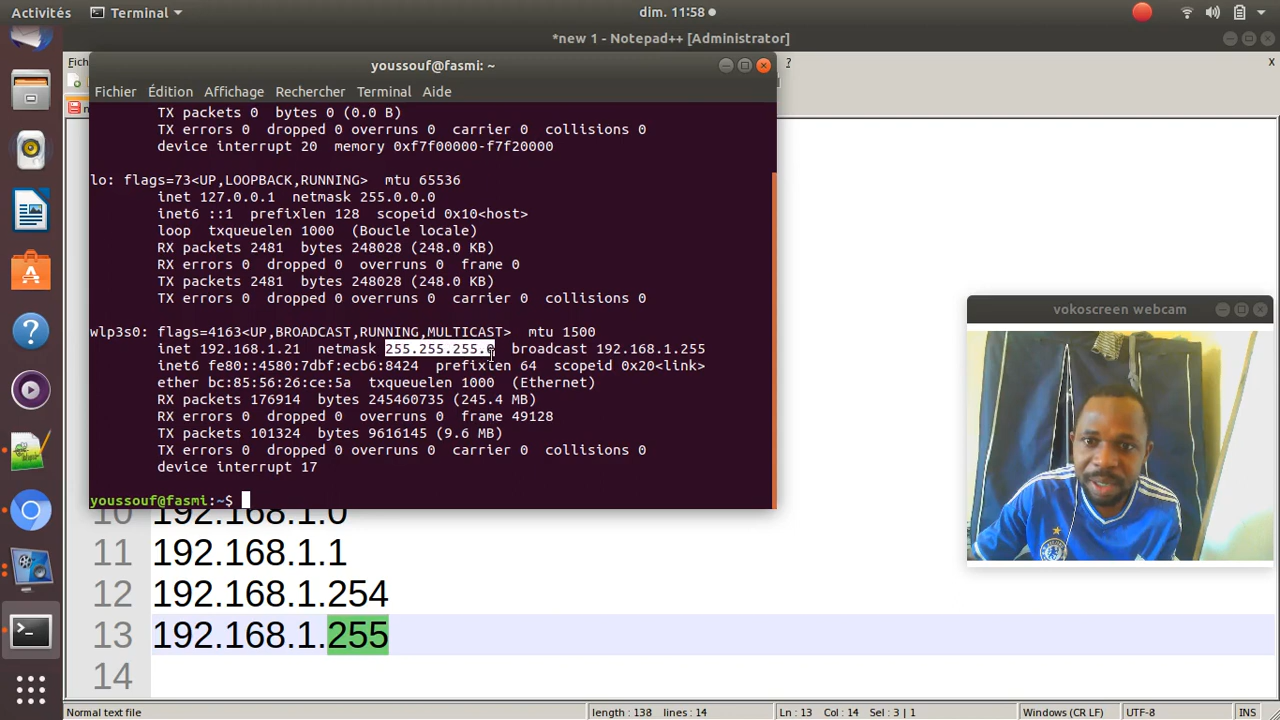 Activités
Terminal
dim. 11:58
*new 1 - Notepad++ [Administrator]
Fich
?
X
youssouf@fasmi: ~
Fichier Édition Affichage Rechercher Terminal Aide
TX packets 0 bytes 0 (0.0 B)
TX errors 0 dropped 0 overruns 0 carrier 0 collisions 0
device interrupt 20 memory 0xf7f00000-f7f20000
lo: flags=73<UP,LOOPBACK,RUNNING> mtu 65536
inet 127.0.0.1 netmask 255.0.0.0
inet6 ::1 prefixlen 128 scopeid 0x10<host>
loop txqueuelen 1000 (Boucle locale)
RX packets 2481 bytes 248028 (248.0 KB)
RX errors 0 dropped 0 overruns 0 frame 0
TX packets 2481 bytes 248028 (248.0 KB)
TX errors 0 dropped 0 overruns 0 carrier 0 collisions 0
wlp3s0: flags=4163<UP,BROADCAST,RUNNING,MULTICAST> mtu 1500
inet 192.168.1.21 netmask 255.255.255.0 broadcast 192.168.1.255
inet6 fe80::4580:7dbf:ecb6:8424 prefixlen 64 scopeid 0x20<link>
ether bc:85:56:26:ce:5a txqueuelen 1000 (Ethernet)
RX packets 176914 bytes 245460735 (245.4 MB)
RX errors 0 dropped 0 overruns 0 frame 49128
TX packets 101324 bytes 9616145 (9.6 MB)
TX errors 0 dropped 0 overruns 0 carrier 0 collisions 0
device interrupt 17
youssouf@fasmi:~$
vokoscreen webcam
10 192.168.1.0
11 192.168.1.1
12 192.168.1.254
13 192.168.1.255
14
Normal text file
length : 138 lines : 14
Ln : 13 Col : 14 Sel : 3 | 1
Windows (CR LF)
UTF-8
INS